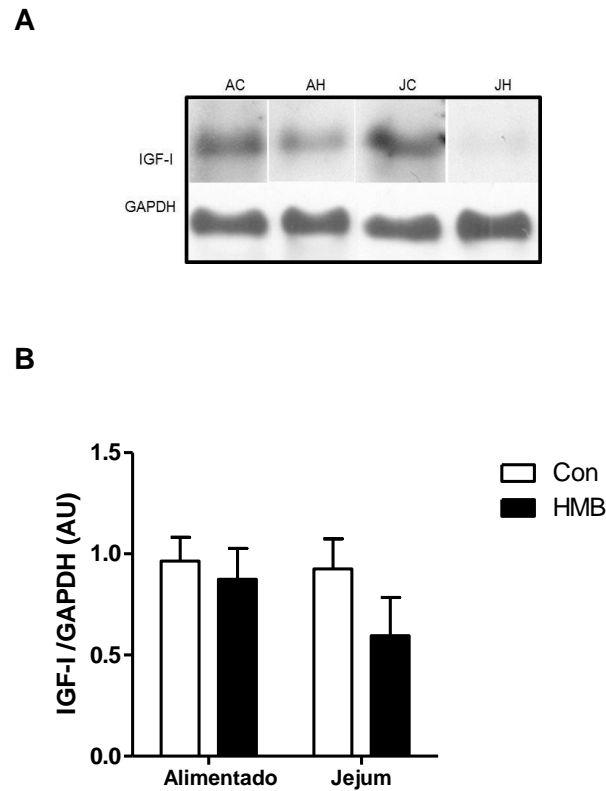 A
AC AH JC JH
IGF-I
GAPDH
B
1.5
1.0
0.5
0.0
IGF-I /GAPDH (AU)
Alimentado Jejum
Con
HMB